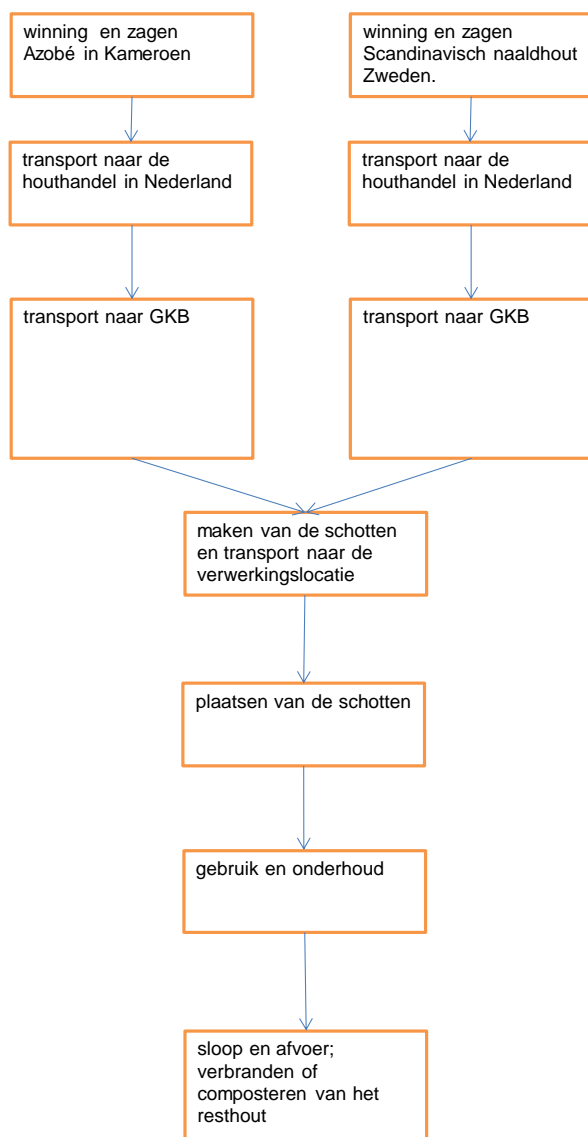 winning en zagen
Azobé in Kameroen
winning en zagen
Scandinavisch naaldhout
Zweden.
transport naar de
houthandel in Nederland
transport naar de
houthandel in Nederland
transport naar GKB
transport naar GKB
maken van de schotten
en transport naar de
verwerkingslocatie
plaatsen van de schotten
gebruik en onderhoud
sloop en afvoer;
verbranden of
composteren van het
resthout